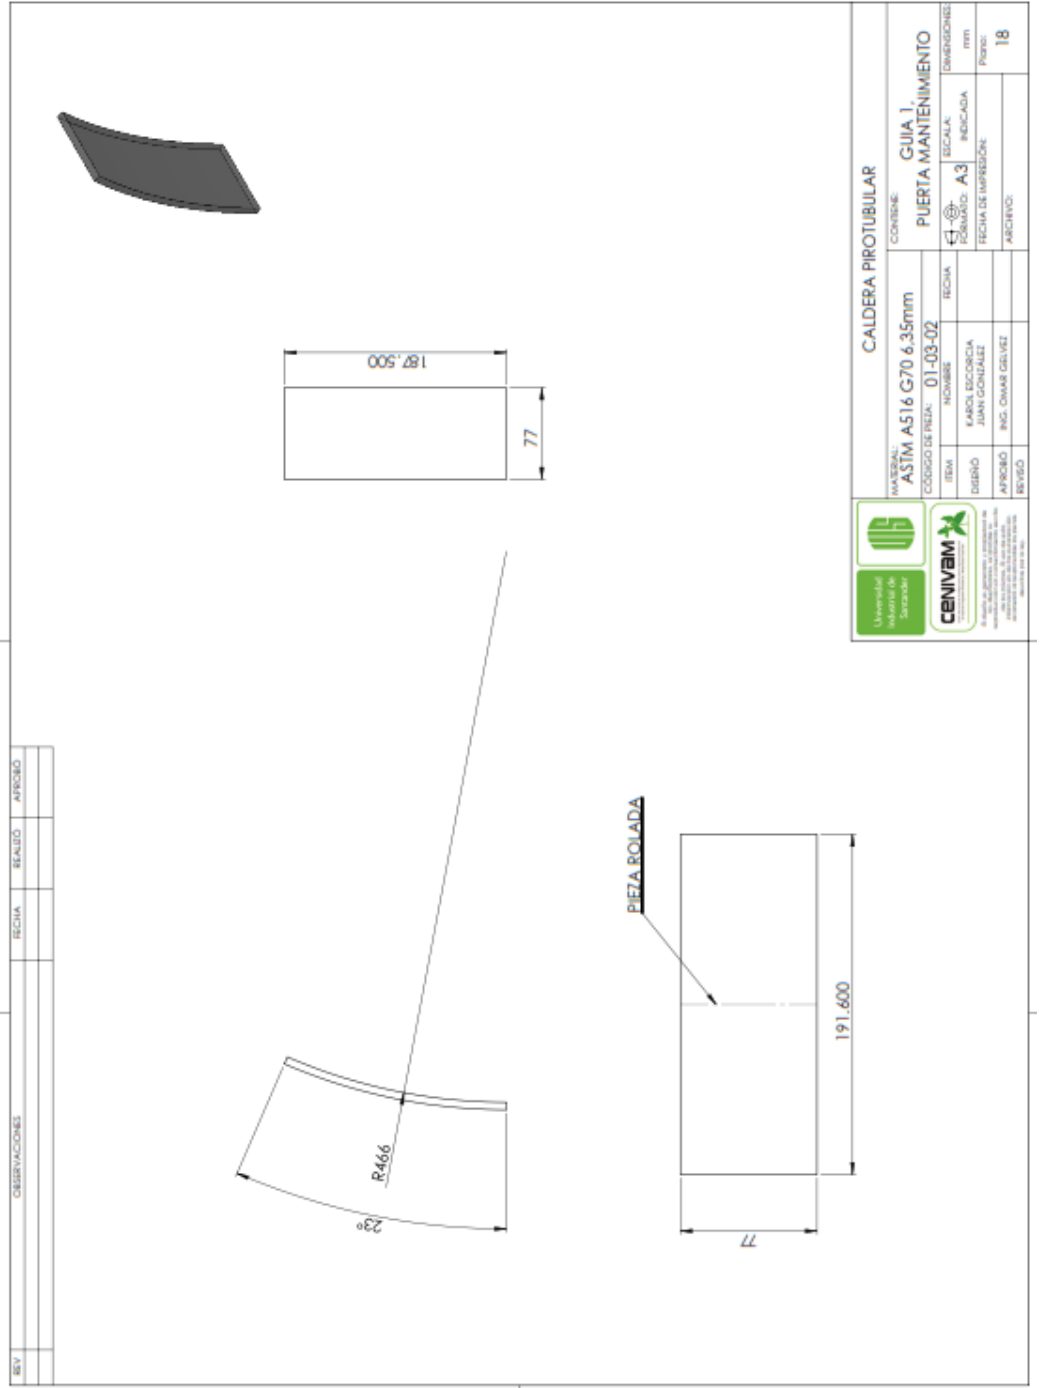 REV
OBSERVACIONES
FECHA
REALIZÓ
APROBÓ
23°
R466
187.500
77
PIEZA ROLADA
77
191.600
Universidad
Industrial de
Santander
UIS
CENIVAM
CALDERA PIROTUBULAR
MATERIAL:
ASTM A516 G70 6,35mm
CONTIENE:
GUIA 1,
PUERTA MANTENIMIENTO
CÓDIGO DE PIEZA: 01-03-02
ITEM
NOMBRE
FECHA
DISEÑÓ
KAROL ESCORCIA
JUAN GONZÁLEZ
APROBÓ
ING. OMAR GELVEZ
REVISÓ
FORMATO: A3
ESCALA:
INDICADA
DIMENSIONES:
mm
FECHA DE IMPRESIÓN:
Plano:
18
ARCHIVO: